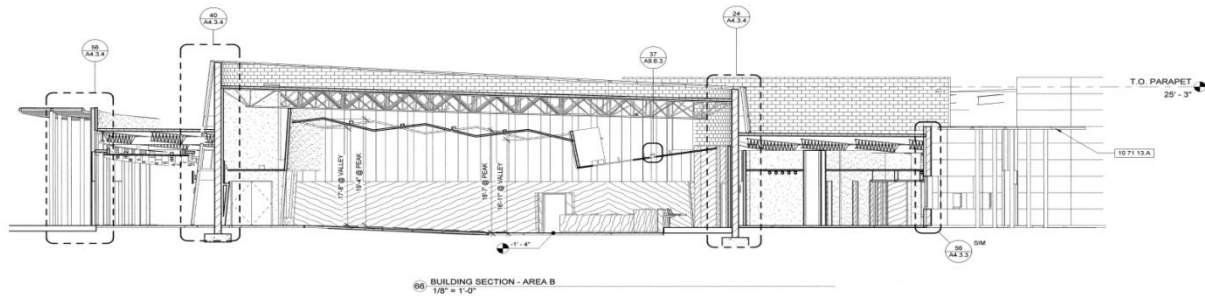 40
A4.3.4
24
A4.3.4
56
A4.3.4
37
A9.6.3
T.O. PARAPET
25' - 3"
10 71 13.A
17'-8" @ VALLEY
19'-4" @ PEAK
18'-7" @ PEAK
16'-11" @ VALLEY
-1' - 4"
56
A4.3.3
SIM
66 BUILDING SECTION - AREA B
1/8" = 1'-0"